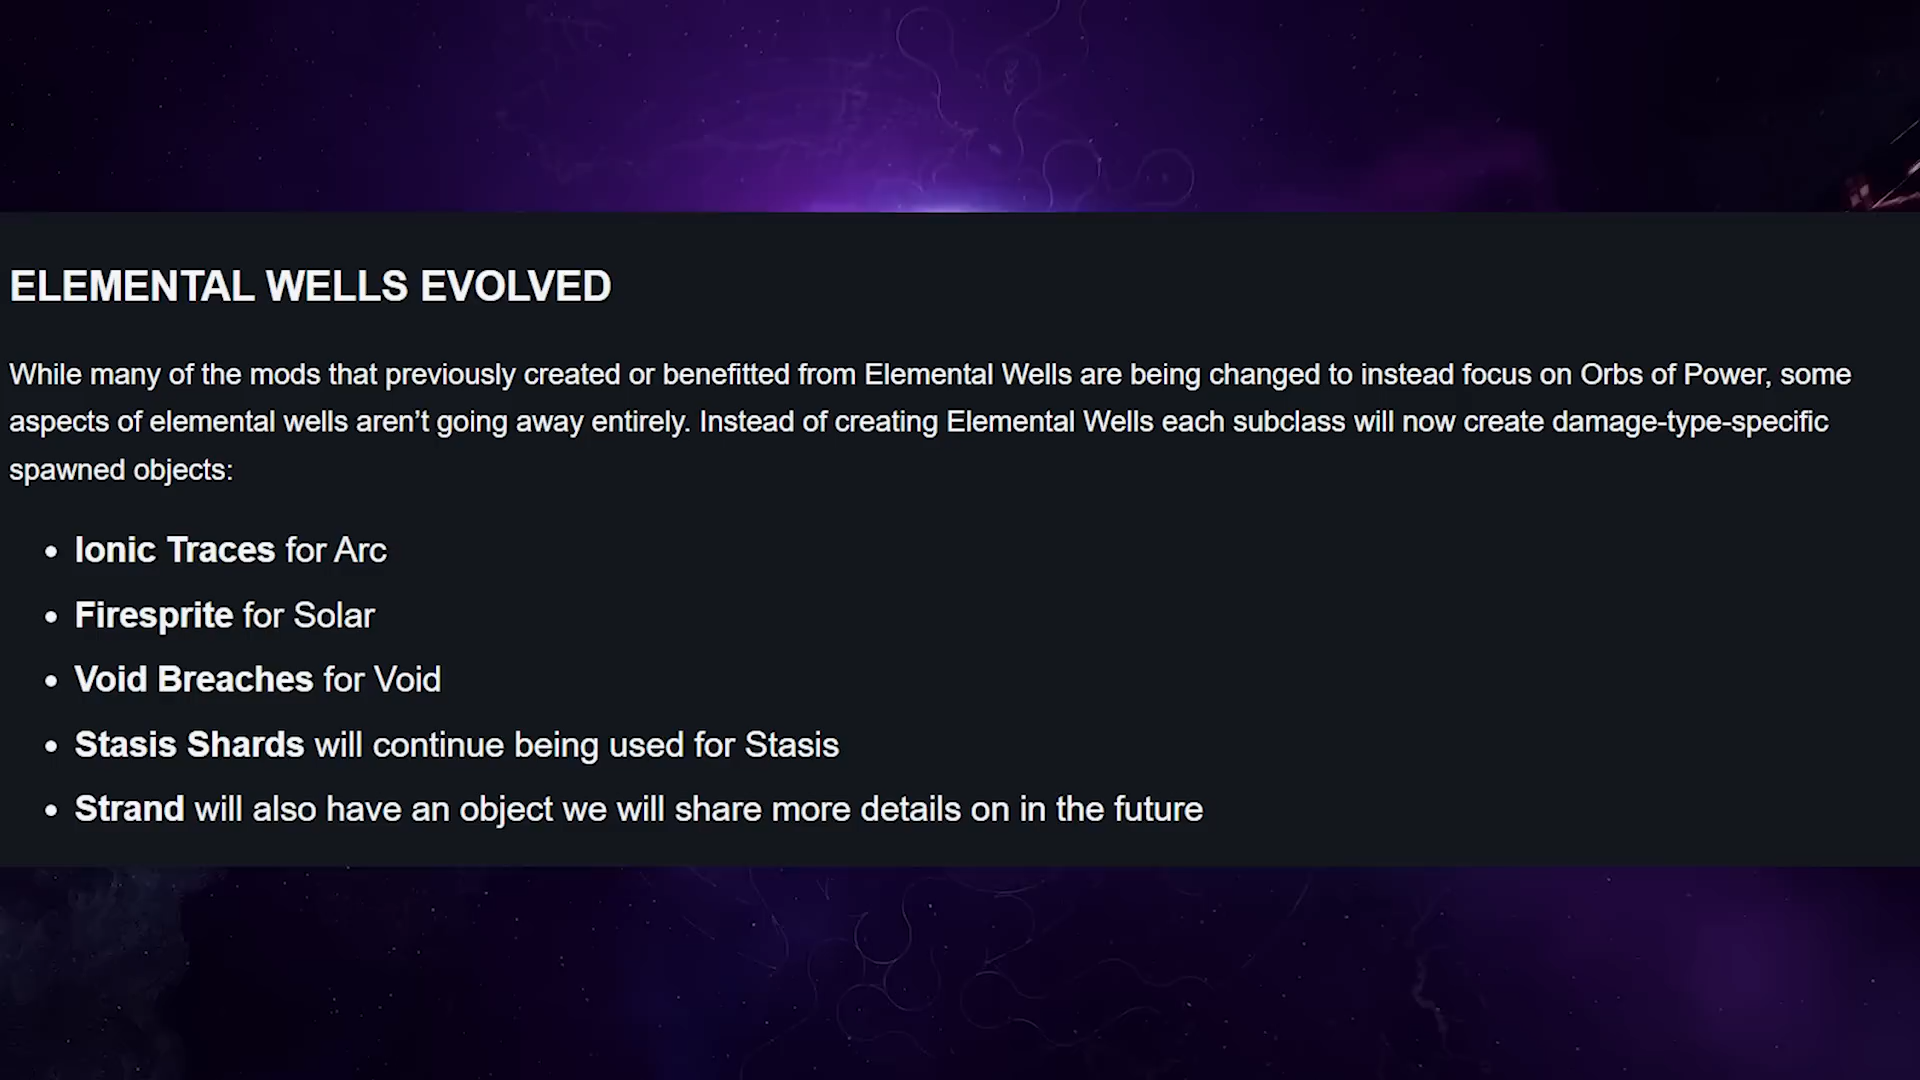 ELEMENTAL WELLS EVOLVED
While many of the mods that previously created or benefitted from Elemental Wells are being changed to instead focus on Orbs of Power, some
aspects of elemental wells aren’t going away entirely. Instead of creating Elemental Wells each subclass will now create damage-type-specific
spawned objects:
• Ionic Traces for Arc
• Firesprite for Solar
• Void Breaches for Void
• Stasis Shards will continue being used for Stasis
• Strand will also have an object we will share more details on in the future